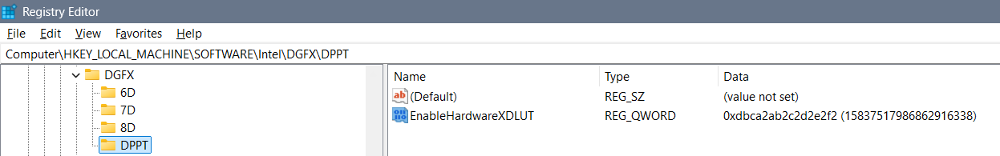 Registry Editor
File Edit View Favorites Help
Computer\HKEY_LOCAL_MACHINE\SOFTWARE\Intel\DGFX\DPPT
DGFX
6D
7D
8D
DPPT
Name Type Data
(Default) REG_SZ (value not set)
EnableHardwareXDLUT REG_QWORD 0xdbca2ab2c2d2e2f2 (15837517986862916338)